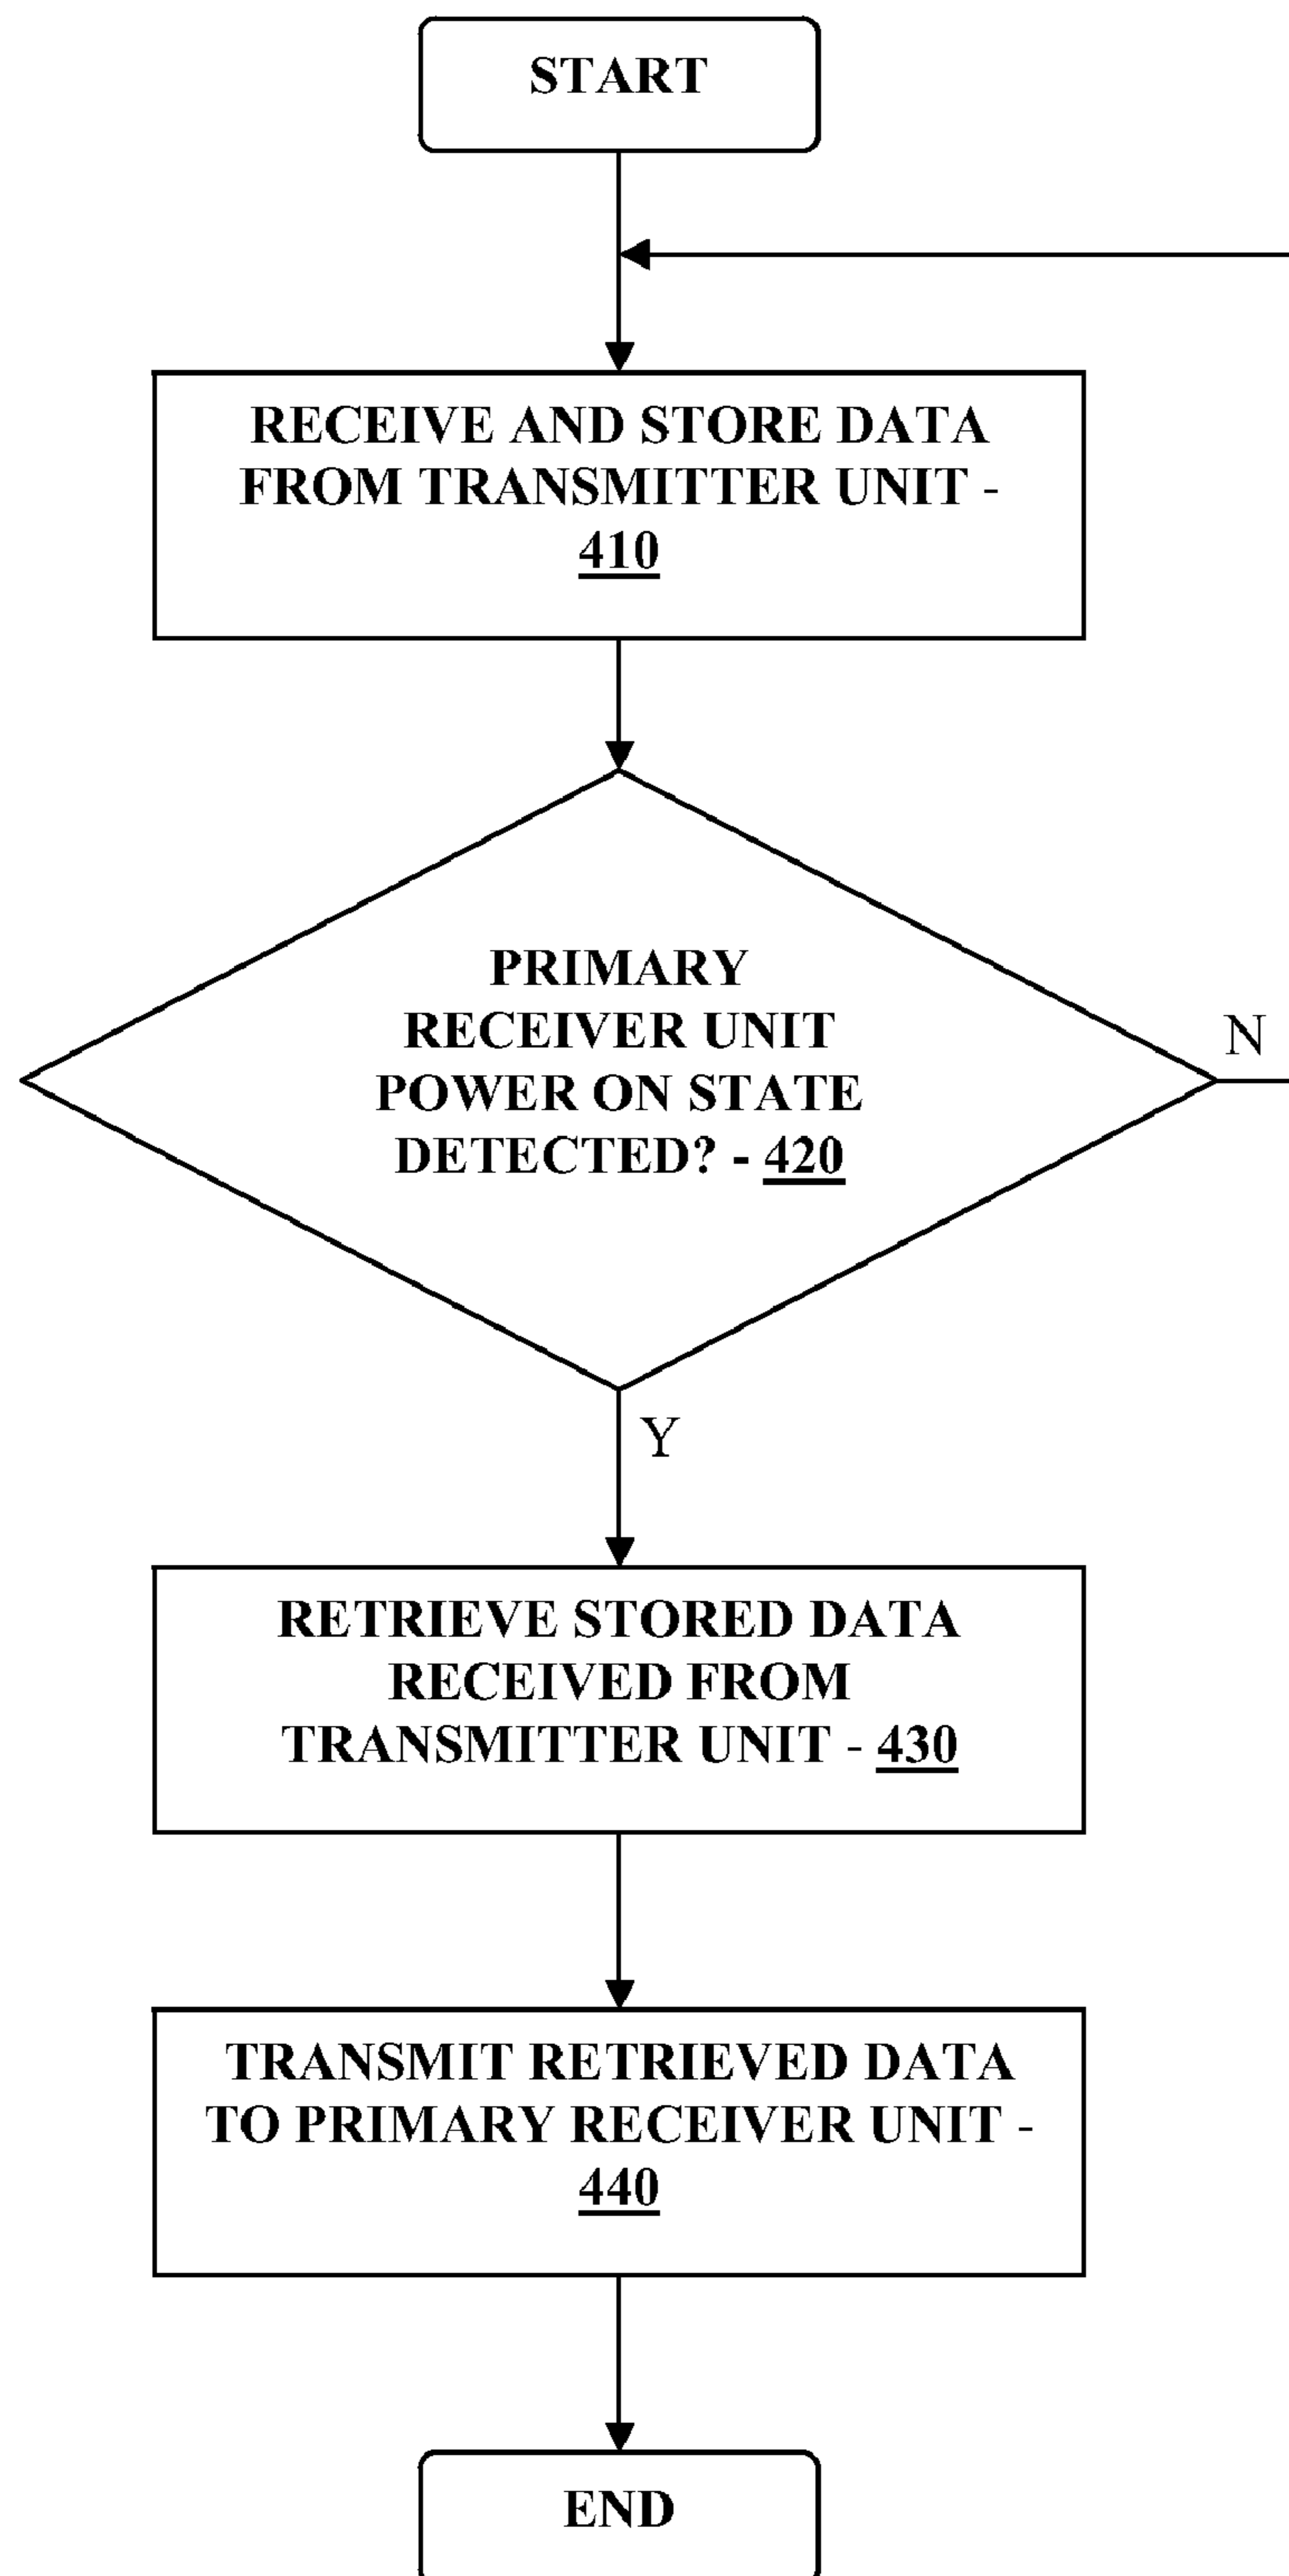 START
RECEIVE AND STORE DATA
FROM TRANSMITTER UNIT -
410
PRIMARY
RECEIVER UNIT
POWER ON STATE
DETECTED? - 420
N
Y
RETRIEVE STORED DATA
RECEIVED FROM
TRANSMITTER UNIT - 430
TRANSMIT RETRIEVED DATA
TO PRIMARY RECEIVER UNIT -
440
END